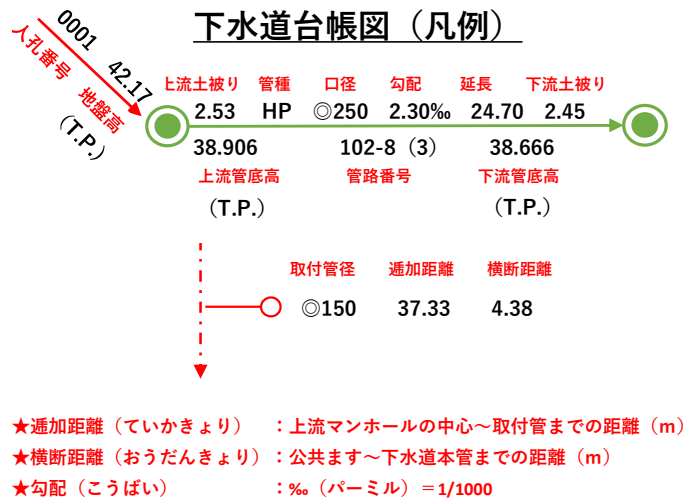 下水道台帳図（凡例）
0001 42.17
人孔番号 地盤高
（T.P.）
上流土被り 管種 口径 勾配 延長 下流土被り
2.53 HP ◎250 2.30‰ 24.70 2.45
38.906 102-8（3） 38.666
上流管底高 管路番号 下流管底高
（T.P.） （T.P.）
取付管径 逓加距離 横断距離
◎150 37.33 4.38
★逓加距離（ていかきょり） ：上流マンホールの中心～取付管までの距離（m）
★横断距離（おうだんきょり）：公共ます～下水道本管までの距離（m）
★勾配（こうばい） ：‰（パーミル）＝1/1000